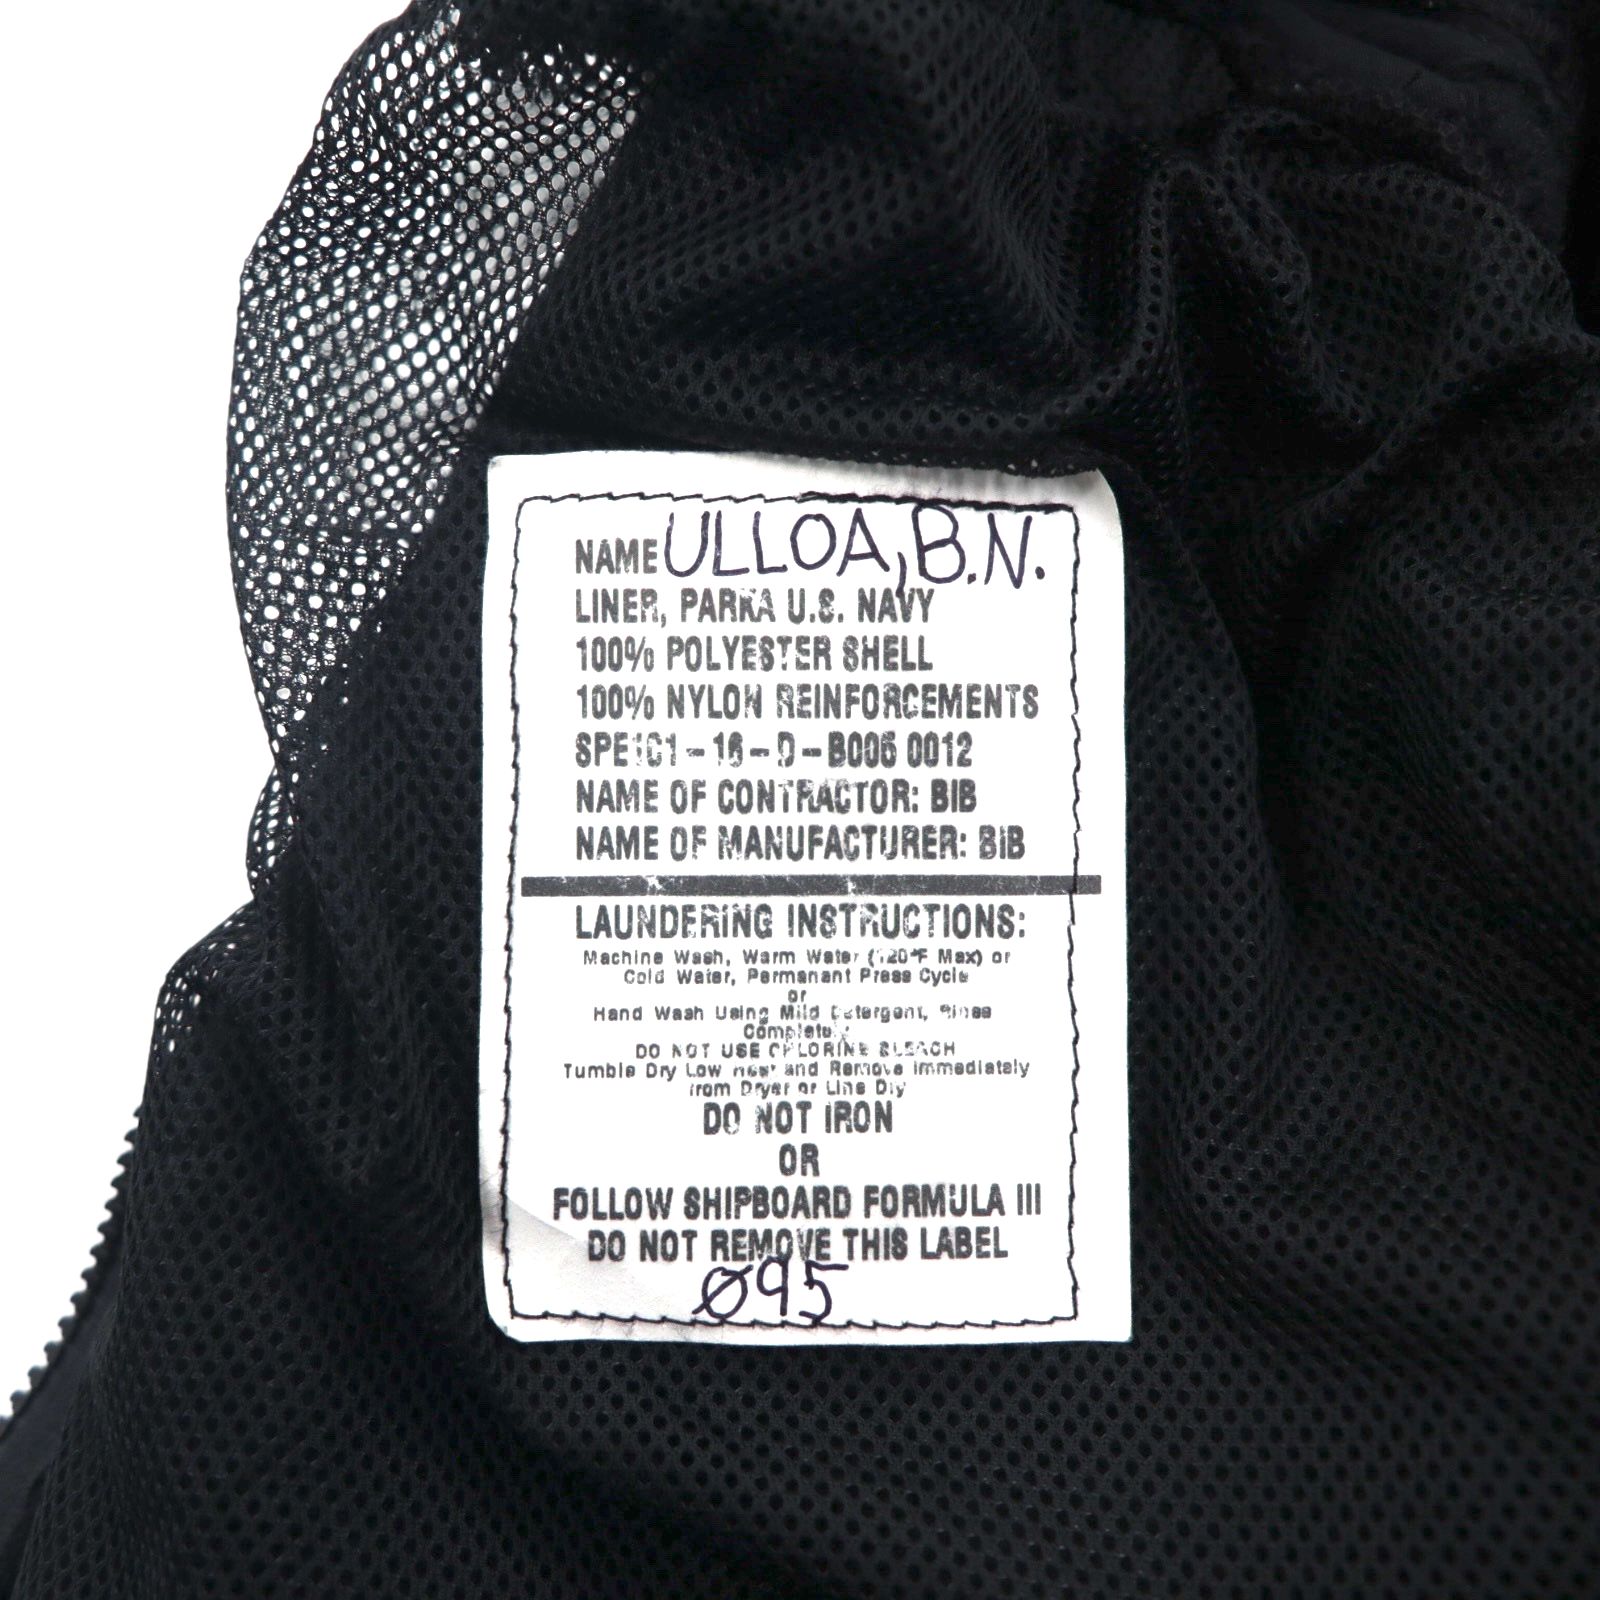 NAME ULLOA, B.N.
LINER, PARKA U.S. NAVY
100% POLYESTER SHELL
100% NYLON REINFORCEMENTS
SPE1C1-16-D-B006 0012
NAME OF CONTRACTOR: BIB
NAME OF MANUFACTURER: BIB
LAUNDERING INSTRUCTIONS:
Machine Wash, Warm Water (120°F Max) or
Cold Water, Permanant Press Cycle
or
Hand Wash Using Mild Detergent, Rinse
Completely
DO NOT USE CHLORINE BLEACH
Tumble Dry Low Heat and Remove Immediately
from Dryer or Line Dry
DO NOT IRON
OR
FOLLOW SHIPBOARD FORMULA III
DO NOT REMOVE THIS LABEL
Ø95